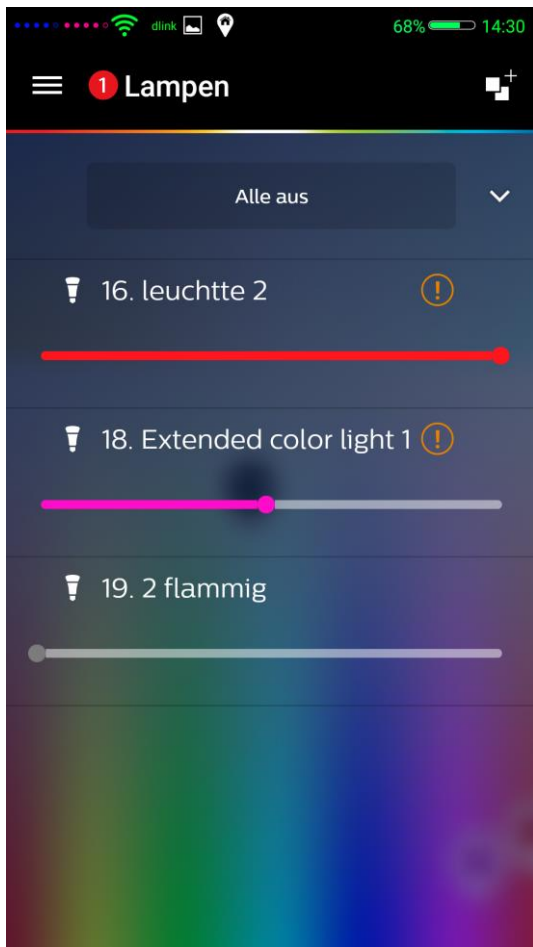 dlink 68% 14:30
1 Lampen
Alle aus
16. leuchtte 2
18. Extended color light 1
19. 2 flammig